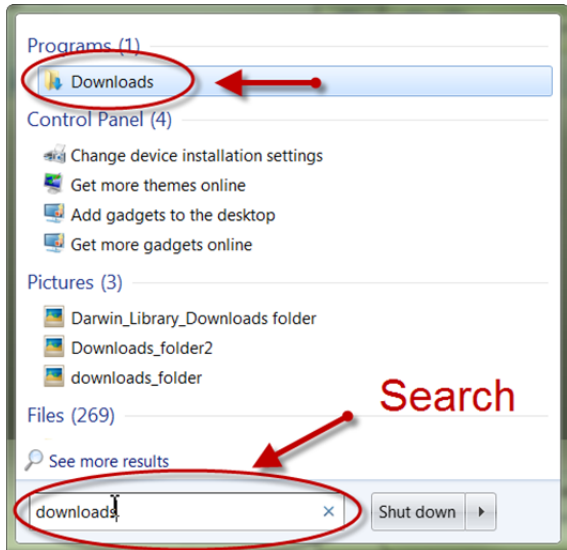 Programs (1)
Downloads
Control Panel (4)
Change device installation settings
Get more themes online
Add gadgets to the desktop
Get more gadgets online
Pictures (3)
Darwin_Library_Downloads folder
Downloads_folder2
downloads_folder
Search
Files (269)
See more results
downloads
Shut down